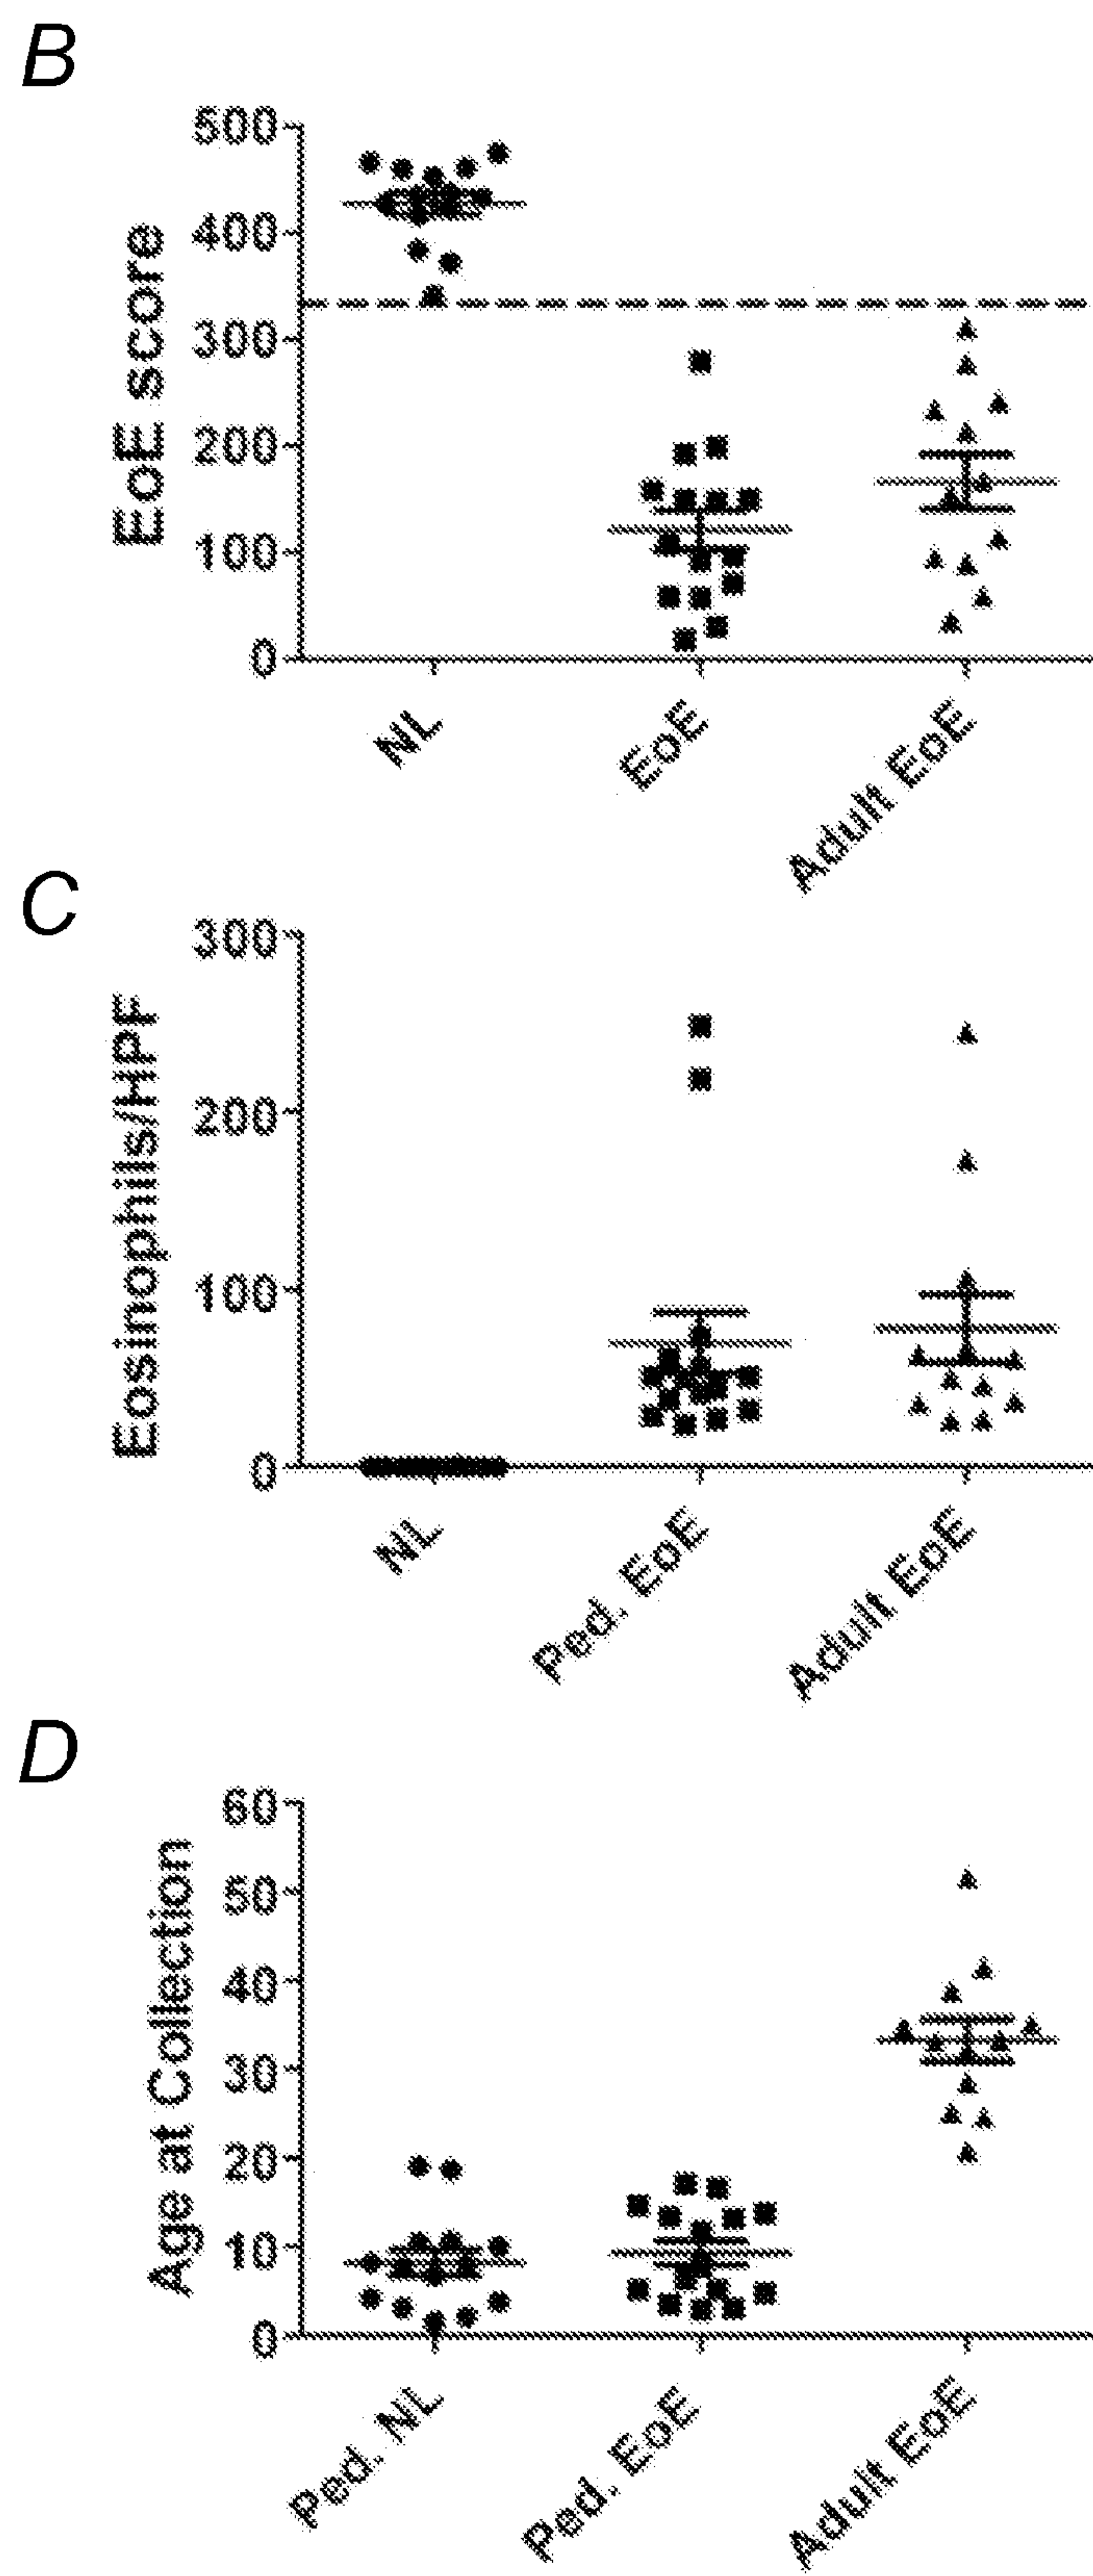 B
500
400
300
200
100
0
EoE score
NL
EoE
Adult EoE
C
300
200
100
0
Eosinophils/HPF
NL
Ped. EoE
Adult EoE
D
60
50
40
30
20
10
0
Age at Collection
Ped. NL
Ped. EoE
Adult EoE